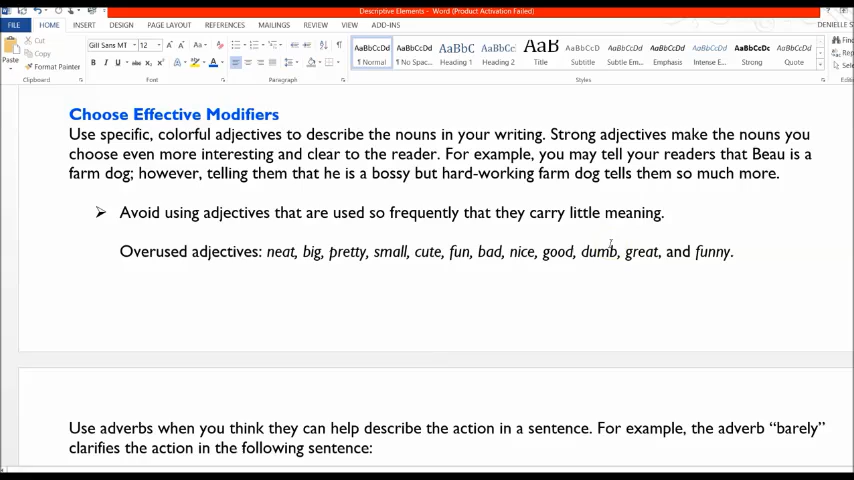 Descriptive Elements - Word (Product Activation Failed)
FILE HOME INSERT DESIGN PAGE LAYOUT REFERENCES MAILINGS REVIEW VIEW ADD-INS DENIELLE S
Paste Cut Copy Format Painter
Gill Sans MT 12
AaBbCcDd AaBbCcDd AaBbC AaBbCc AaB AaBbCcD AaBbCcDd AaBbCcDd AaBbCcDd AaBbCcDc AaBbCcDd
¶ Normal ¶ No Spac... Heading 1 Heading 2 Title Subtitle Subtle Em... Emphasis Intense E... Strong Quote
Clipboard Font Paragraph Styles
Choose Effective Modifiers
Use specific, colorful adjectives to describe the nouns in your writing. Strong adjectives make the nouns you
choose even more interesting and clear to the reader. For example, you may tell your readers that Beau is a
farm dog; however, telling them that he is a bossy but hard-working farm dog tells them so much more.
➢ Avoid using adjectives that are used so frequently that they carry little meaning.
Overused adjectives: neat, big, pretty, small, cute, fun, bad, nice, good, dumb, great, and funny.
Use adverbs when you think they can help describe the action in a sentence. For example, the adverb “barely”
clarifies the action in the following sentence: